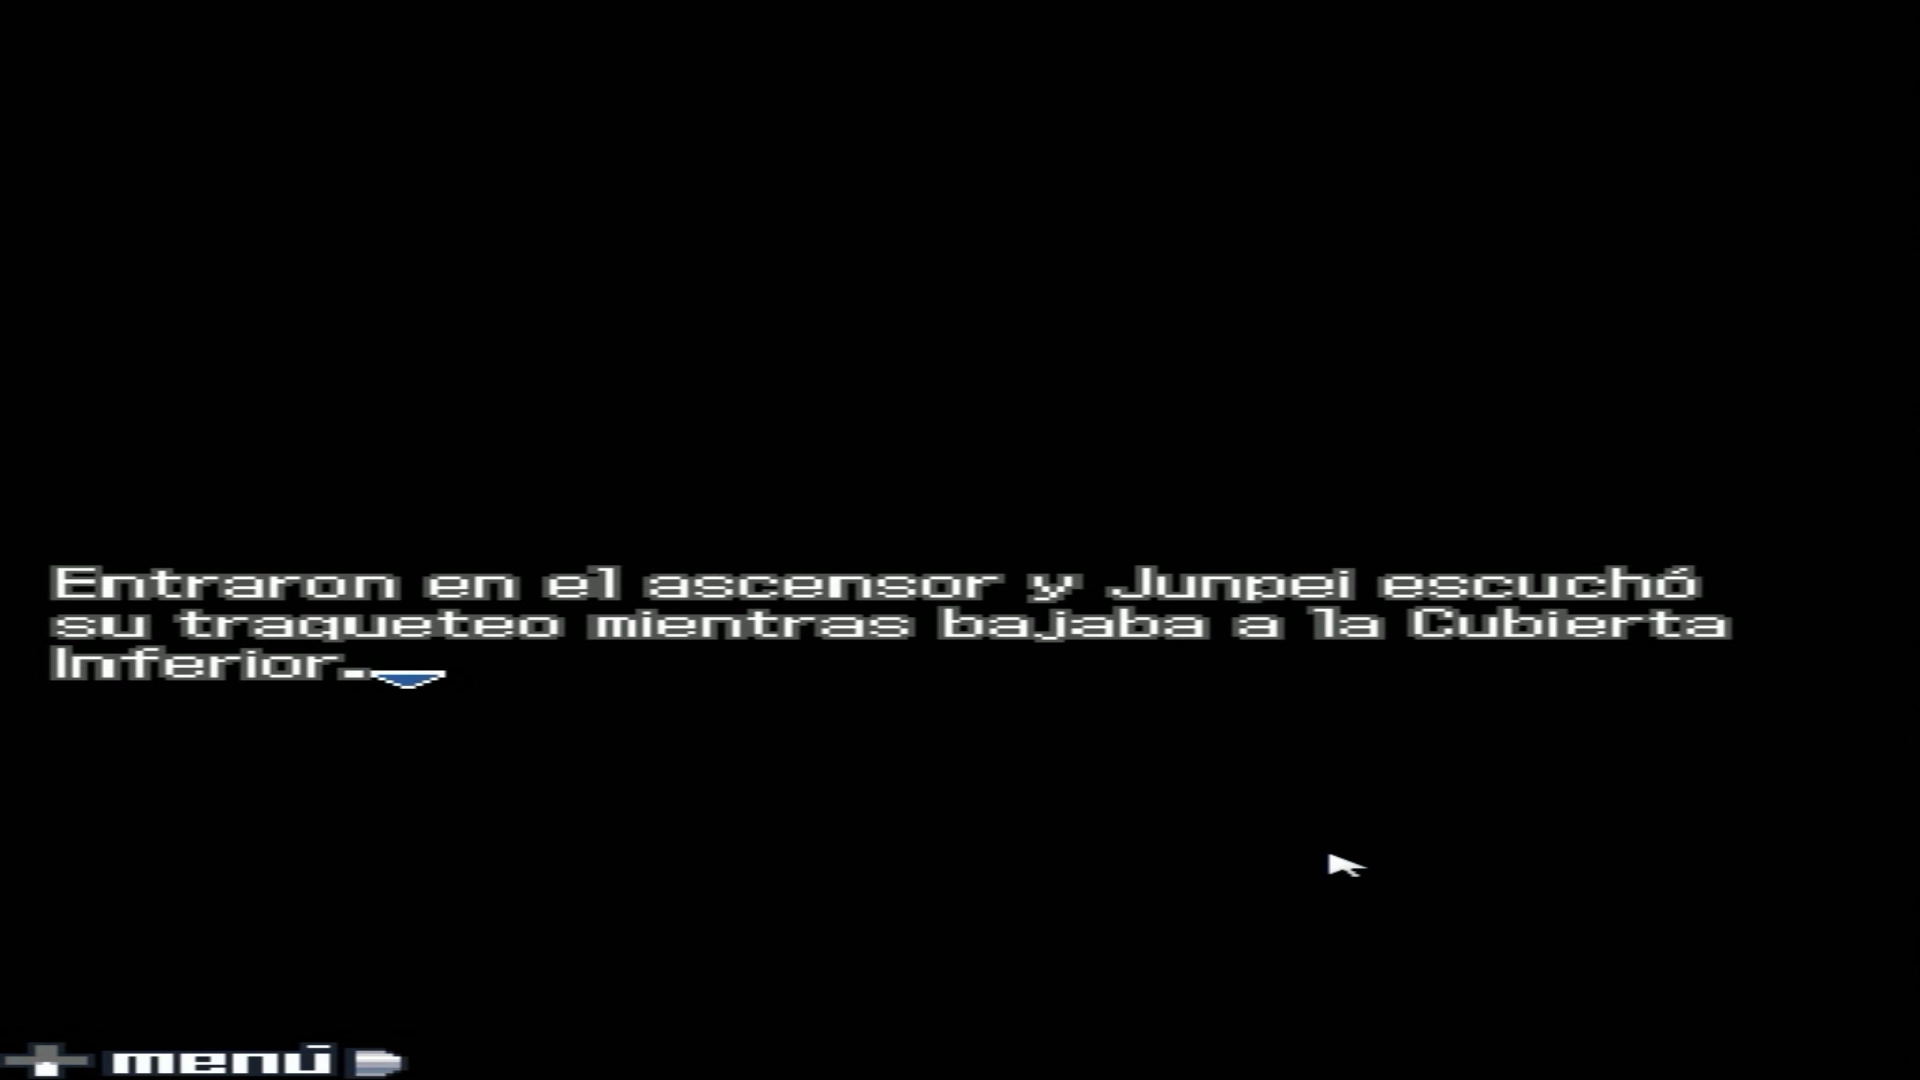 Entraron en el ascensor y Junpei escuchó
su traqueteo mientras bajaba a la Cubierta
Inferior.
menú